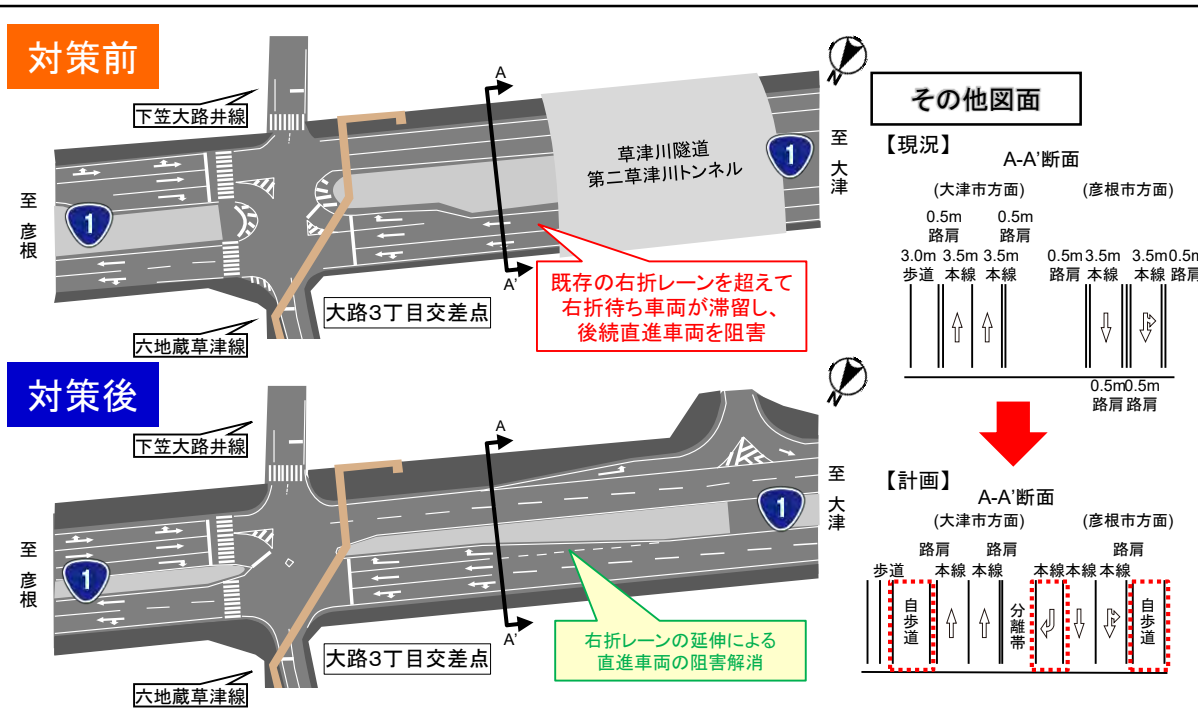 対策前
下笠大路井線
至
彦
根
1
A
A'
草津川隧道
第二草津川トンネル
1
至
大
津
N
既存の右折レーンを超えて
右折待ち車両が滞留し、
後続直進車両を阻害
大路3丁目交差点
六地蔵草津線
対策後
下笠大路井線
至
彦
根
1
A
A'
1
至
大
津
N
右折レーンの延伸による
直進車両の阻害解消
大路3丁目交差点
六地蔵草津線
その他図面
【現況】
A-A'断面
(大津市方面) (彦根市方面)
0.5m 0.5m
路肩 路肩
3.0m 3.5m 3.5m 0.5m 3.5m 3.5m 0.5m
歩道 本線 本線 路肩 本線 本線 路肩
0.5m 0.5m
路肩 路肩
【計画】
A-A'断面
(大津市方面) (彦根市方面)
路肩 路肩 路肩
歩道 本線 本線 本線 本線 本線
自歩道
分離帯
自歩道